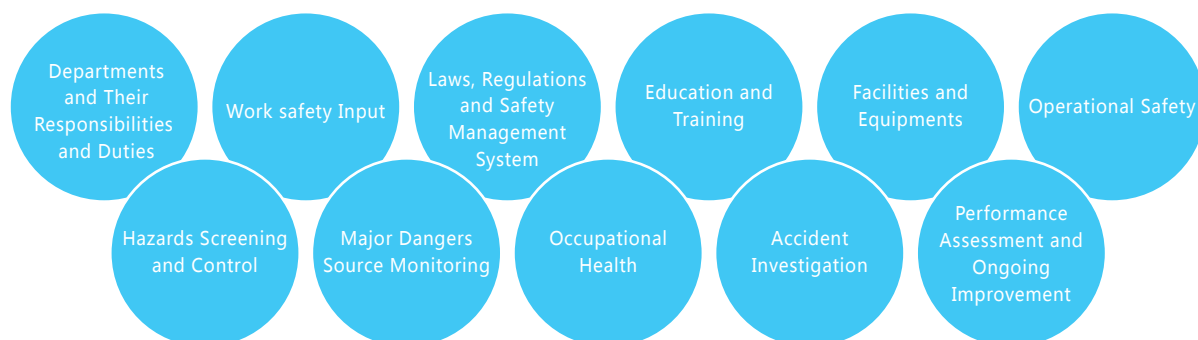 Departments
and Their
Responsibilities
and Duties
Work safety Input
Laws, Regulations
and Safety
Management
System
Education and
Training
Facilities and
Equipments
Operational Safety
Hazards Screening
and Control
Major Dangers
Source Monitoring
Occupational
Health
Accident
Investigation
Performance
Assessment and
Ongoing
Improvement